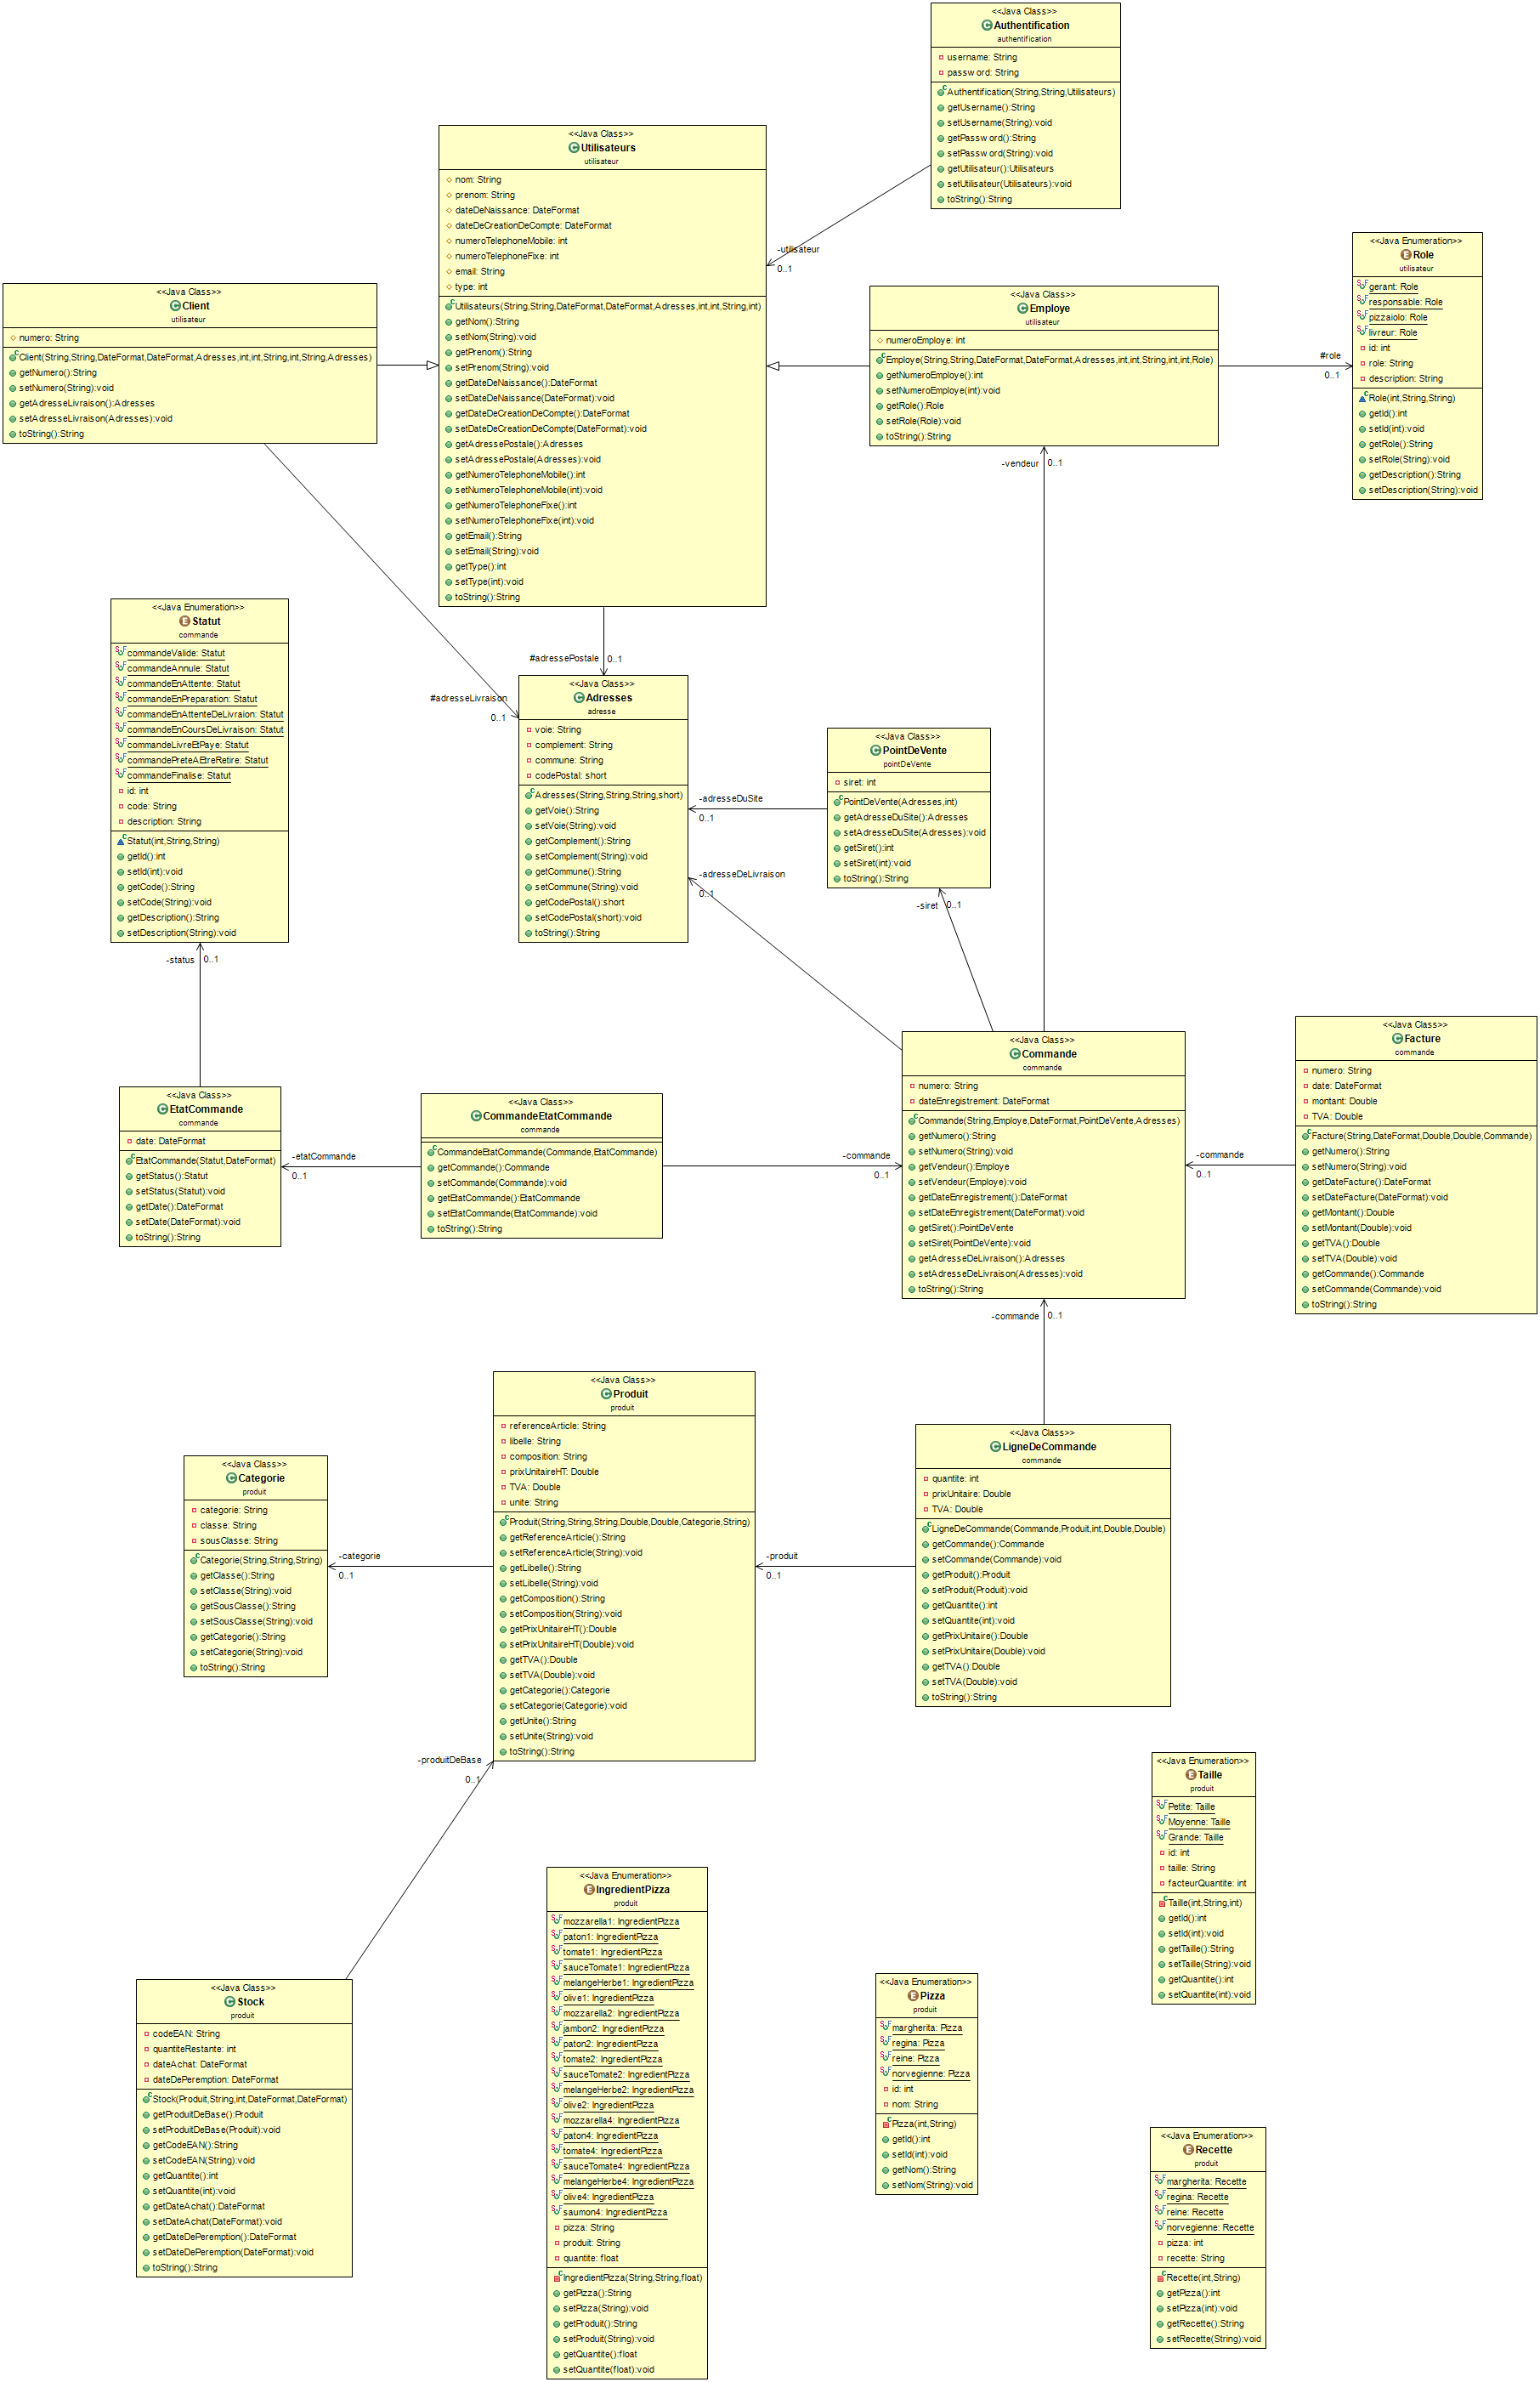 <<Java Class>>
Authentification
authentification
username: String
password: String
Authentification(String,String,Utilisateurs)
getUsername():String
setUsername(String):void
getPassword():String
setPassword(String):void
getUtilisateur():Utilisateurs
setUtilisateur(Utilisateurs):void
toString():String
<<Java Class>>
Utilisateurs
utilisateur
nom: String
prenom: String
dateDeNaissance: DateFormat
dateDeCreationDeCompte: DateFormat
numeroTelephoneMobile: int
numeroTelephoneFixe: int
email: String
type: int
Utilisateurs(String,String,DateFormat,DateFormat,Adresses,int,int,String,int)
getNom():String
setNom(String):void
getPrenom():String
setPrenom(String):void
getDateDeNaissance():DateFormat
setDateDeNaissance(DateFormat):void
getDateDeCreationDeCompte():DateFormat
setDateDeCreationDeCompte(DateFormat):void
getAdressePostale():Adresses
setAdressePostale(Adresses):void
getNumeroTelephoneMobile():int
setNumeroTelephoneMobile(int):void
getNumeroTelephoneFixe():int
setNumeroTelephoneFixe(int):void
getEmail():String
setEmail(String):void
getType():int
setType(int):void
toString():String
-utilisateur
0..1
<<Java Class>>
Client
utilisateur
numero: String
Client(String,String,DateFormat,DateFormat,Adresses,int,int,String,int,String,Adresses)
getNumero():String
setNumero(String):void
getAdresseLivraison():Adresses
setAdresseLivraison(Adresses):void
toString():String
<<Java Class>>
Employe
utilisateur
numeroEmploye: int
Employe(String,String,DateFormat,DateFormat,Adresses,int,int,String,int,int,Role)
getNumeroEmploye():int
setNumeroEmploye(int):void
getRole():Role
setRole(Role):void
toString():String
#role
0..1
<<Java Enumeration>>
Role
utilisateur
gerant: Role
responsable: Role
pizzaiolo: Role
livreur: Role
id: int
role: String
description: String
Role(int,String,String)
getId():int
setId(int):void
getRole():String
setRole(String):void
getDescription():String
setDescription(String):void
-vendeur
0..1
<<Java Enumeration>>
Statut
commande
commandeValide: Statut
commandeAnnule: Statut
commandeEnAttente: Statut
commandeEnPreparation: Statut
commandeEnAttenteDeLivraion: Statut
commandeEnCoursDeLivraison: Statut
commandeLivreEtPaye: Statut
commandePreteAEtreRetire: Statut
commandeFinalise: Statut
id: int
code: String
description: String
Statut(int,String,String)
getId():int
setId(int):void
getCode():String
setCode(String):void
getDescription():String
setDescription(String):void
#adressePostale
0..1
#adresseLivraison
0..1
<<Java Class>>
Adresses
adresse
voie: String
complement: String
commune: String
codePostal: short
Adresses(String,String,String,short)
getVoie():String
setVoie(String):void
getComplement():String
setComplement(String):void
getCommune():String
setCommune(String):void
getCodePostal():short
setCodePostal(short):void
toString():String
-adresseDuSite
0..1
-adresseDeLivraison
0..1
<<Java Class>>
PointDeVente
pointDeVente
siret: int
PointDeVente(Adresses,int)
getAdresseDuSite():Adresses
setAdresseDuSite(Adresses):void
getSiret():int
setSiret(int):void
toString():String
-siret
0..1
-status
0..1
<<Java Class>>
EtatCommande
commande
date: DateFormat
EtatCommande(Statut,DateFormat)
getStatus():Statut
setStatus(Statut):void
getDate():DateFormat
setDate(DateFormat):void
toString():String
-etatCommande
0..1
<<Java Class>>
CommandeEtatCommande
commande
CommandeEtatCommande(Commande,EtatCommande)
getCommande():Commande
setCommande(Commande):void
getEtatCommande():EtatCommande
setEtatCommande(EtatCommande):void
toString():String
-commande
0..1
<<Java Class>>
Commande
commande
numero: String
dateEnregistrement: DateFormat
Commande(String,Employe,DateFormat,PointDeVente,Adresses)
getNumero():String
setNumero(String):void
getVendeur():Employe
setVendeur(Employe):void
getDateEnregistrement():DateFormat
setDateEnregistrement(DateFormat):void
getSiret():PointDeVente
setSiret(PointDeVente):void
getAdresseDeLivraison():Adresses
setAdresseDeLivraison(Adresses):void
toString():String
-commande
0..1
<<Java Class>>
Facture
commande
numero: String
date: DateFormat
montant: Double
TVA: Double
Facture(String,DateFormat,Double,Double,Commande)
getNumero():String
setNumero(String):void
getDateFacture():DateFormat
setDateFacture(DateFormat):void
getMontant():Double
setMontant(Double):void
getTVA():Double
setTVA(Double):void
getCommande():Commande
setCommande(Commande):void
toString():String
-commande
0..1
<<Java Class>>
Produit
produit
referenceArticle: String
libelle: String
composition: String
prixUnitaireHT: Double
TVA: Double
unite: String
Produit(String,String,String,Double,Double,Categorie,String)
getReferenceArticle():String
setReferenceArticle(String):void
getLibelle():String
setLibelle(String):void
getComposition():String
setComposition(String):void
getPrixUnitaireHT():Double
setPrixUnitaireHT(Double):void
getTVA():Double
setTVA(Double):void
getCategorie():Categorie
setCategorie(Categorie):void
getUnite():String
setUnite(String):void
toString():String
<<Java Class>>
LigneDeCommande
commande
quantite: int
prixUnitaire: Double
TVA: Double
LigneDeCommande(Commande,Produit,int,Double,Double)
getCommande():Commande
setCommande(Commande):void
getProduit():Produit
setProduit(Produit):void
getQuantite():int
setQuantite(int):void
getPrixUnitaire():Double
setPrixUnitaire(Double):void
getTVA():Double
setTVA(Double):void
toString():String
-produit
0..1
<<Java Class>>
Categorie
produit
categorie: String
classe: String
sousClasse: String
Categorie(String,String,String)
getClasse():String
setClasse(String):void
getSousClasse():String
setSousClasse(String):void
getCategorie():String
setCategorie(String):void
toString():String
-categorie
0..1
-produitDeBase
0..1
<<Java Enumeration>>
Taille
produit
Petite: Taille
Moyenne: Taille
Grande: Taille
id: int
taille: String
facteurQuantite: int
Taille(int,String,int)
getId():int
setId(int):void
getTaille():String
setTaille(String):void
getQuantite():int
setQuantite(int):void
<<Java Enumeration>>
IngredientPizza
produit
mozzarella1: IngredientPizza
paton1: IngredientPizza
tomate1: IngredientPizza
sauceTomate1: IngredientPizza
melangeHerbe1: IngredientPizza
olive1: IngredientPizza
mozzarella2: IngredientPizza
jambon2: IngredientPizza
paton2: IngredientPizza
tomate2: IngredientPizza
sauceTomate2: IngredientPizza
melangeHerbe2: IngredientPizza
olive2: IngredientPizza
mozzarella4: IngredientPizza
paton4: IngredientPizza
tomate4: IngredientPizza
sauceTomate4: IngredientPizza
melangeHerbe4: IngredientPizza
olive4: IngredientPizza
saumon4: IngredientPizza
pizza: String
produit: String
quantite: float
IngredientPizza(String,String,float)
getPizza():String
setPizza(String):void
getProduit():String
setProduit(String):void
getQuantite():float
setQuantite(float):void
<<Java Class>>
Stock
produit
codeEAN: String
quantiteRestante: int
dateAchat: DateFormat
dateDePeremption: DateFormat
Stock(Produit,String,int,DateFormat,DateFormat)
getProduitDeBase():Produit
setProduitDeBase(Produit):void
getCodeEAN():String
setCodeEAN(String):void
getQuantite():int
setQuantite(int):void
getDateAchat():DateFormat
setDateAchat(DateFormat):void
getDateDePeremption():DateFormat
setDateDePeremption(DateFormat):void
toString():String
<<Java Enumeration>>
Pizza
produit
margherita: Pizza
regina: Pizza
reine: Pizza
norvegienne: Pizza
id: int
nom: String
Pizza(int,String)
getId():int
setId(int):void
getNom():String
setNom(String):void
<<Java Enumeration>>
Recette
produit
margherita: Recette
regina: Recette
reine: Recette
norvegienne: Recette
pizza: int
recette: String
Recette(int,String)
getPizza():int
setPizza(int):void
getRecette():String
setRecette(String):void